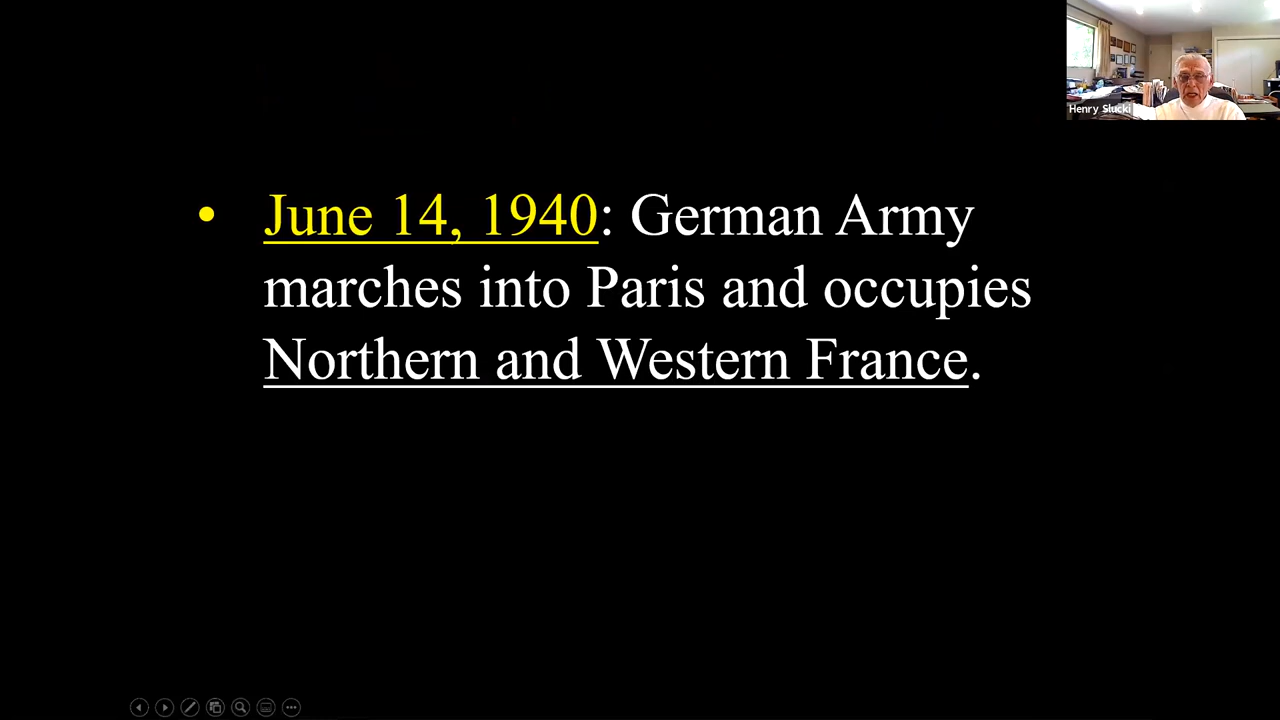 Henry Slucki
• June 14, 1940: German Army
marches into Paris and occupies
Northern and Western France.